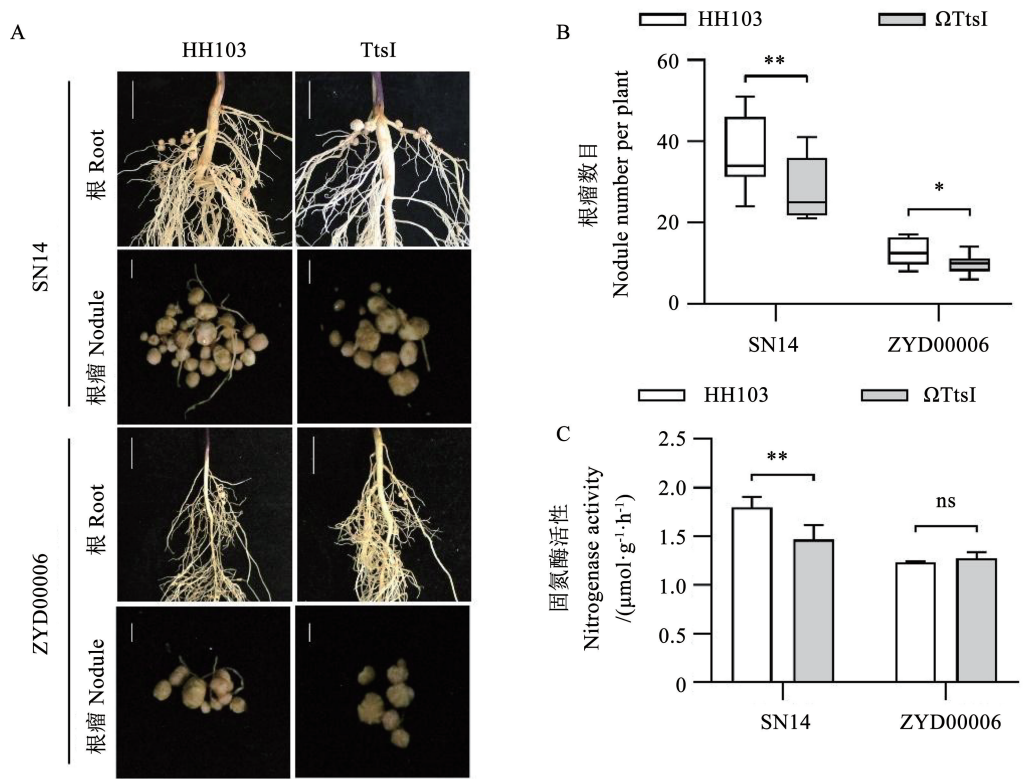 A
HH103
TtsI
SN14
根 Root
根瘤 Nodule
ZYD00006
根 Root
根瘤 Nodule
B
HH103
ΩTtsI
根瘤数目
Nodule number per plant
60
40
20
0
**
*
SN14
ZYD00006
C
HH103
ΩTtsI
固氮酶活性
Nitrogenase activity
/(μmol·g⁻¹·h⁻¹)
2.5
2.0
1.5
1.0
0.5
0
**
ns
SN14
ZYD00006